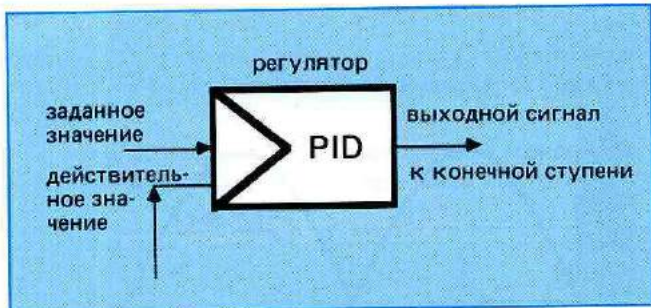 регулятор
заданное
значение
действитель-
ное зна-
чение
PID
выходной сигнал
к конечной ступени